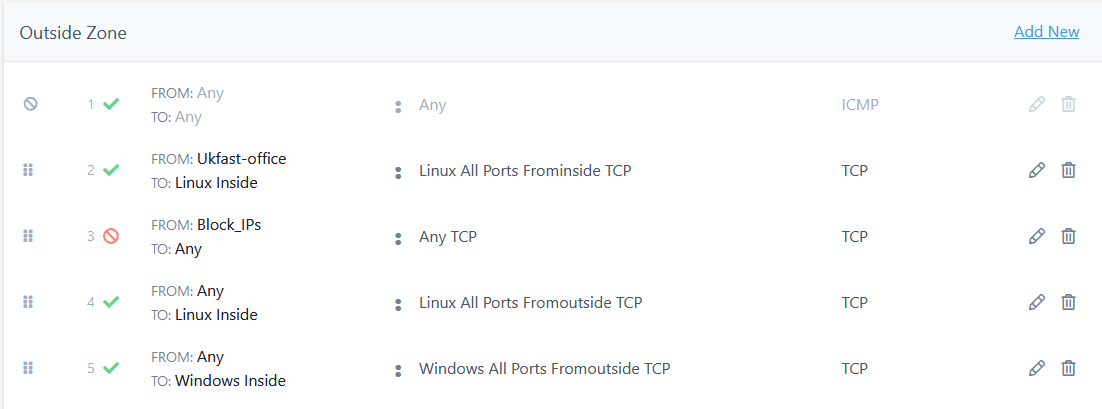 Outside Zone
Add New
1
FROM: Any
TO: Any
Any
ICMP
2
FROM: Ukfast-office
TO: Linux Inside
Linux All Ports Frominside TCP
TCP
3
FROM: Block_IPs
TO: Any
Any TCP
TCP
4
FROM: Any
TO: Linux Inside
Linux All Ports Fromoutside TCP
TCP
5
FROM: Any
TO: Windows Inside
Windows All Ports Fromoutside TCP
TCP